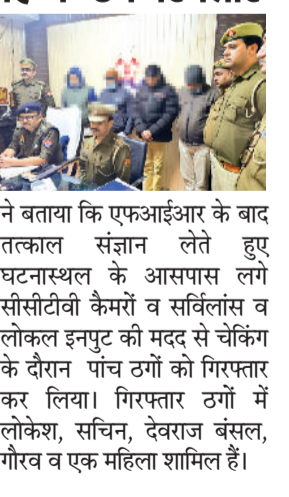 ने बताया कि एफआईआर के बाद
तत्काल संज्ञान लेते हुए
घटनास्थल के आसपास लगे
सीसीटीवी कैमरों व सर्विलांस व
लोकल इनपुट की मदद से चेकिंग
के दौरान पांच ठगों को गिरफ्तार
कर लिया। गिरफ्तार ठगों में
लोकेश, सचिन, देवराज बंसल,
गौरव व एक महिला शामिल हैं।